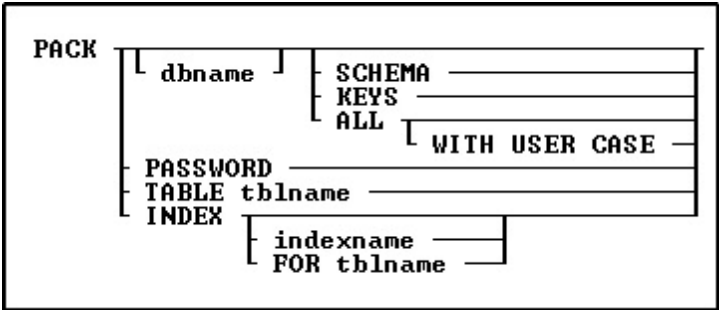 PACK
dbname
SCHEMA
KEYS
ALL
WITH USER CASE
PASSWORD
TABLE tblname
INDEX
indexname
FOR tblname